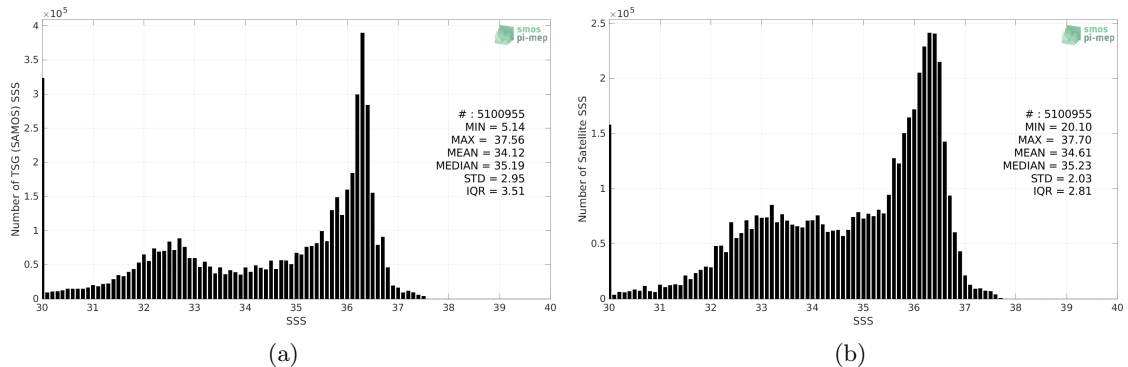 ×10⁵
4
3.5
3
2.5
2
1.5
1
0.5
0
30 31 32 33 34 35 36 37 38 39 40
SSS
Number of TSG (SAMOS) SSS
smos
pi-mep
# : 5100955
MIN = 5.14
MAX = 37.56
MEAN = 34.12
MEDIAN = 35.19
STD = 2.95
IQR = 3.51
(a)
×10⁵
2.5
2
1.5
1
0.5
0
30 31 32 33 34 35 36 37 38 39 40
SSS
Number of Satellite SSS
smos
pi-mep
# : 5100955
MIN = 20.10
MAX = 37.70
MEAN = 34.61
MEDIAN = 35.23
STD = 2.03
IQR = 2.81
(b)